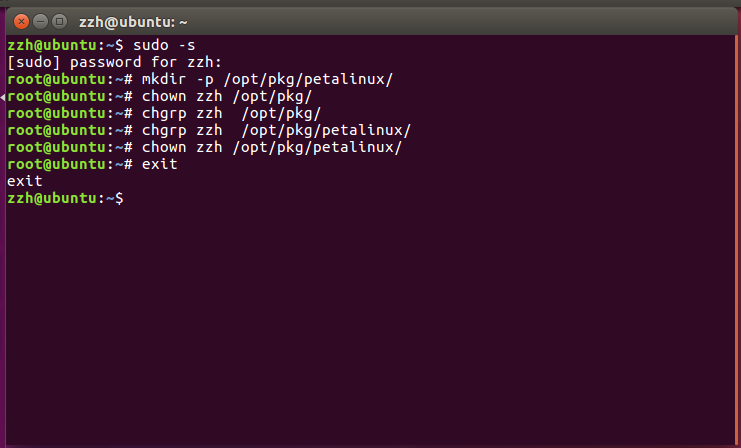 zzh@ubuntu: ~
zzh@ubuntu:~$ sudo -s
[sudo] password for zzh:
root@ubuntu:~# mkdir -p /opt/pkg/petalinux/
root@ubuntu:~# chown zzh /opt/pkg/
root@ubuntu:~# chgrp zzh  /opt/pkg/
root@ubuntu:~# chgrp zzh  /opt/pkg/petalinux/
root@ubuntu:~# chown zzh /opt/pkg/petalinux/
root@ubuntu:~# exit
exit
zzh@ubuntu:~$